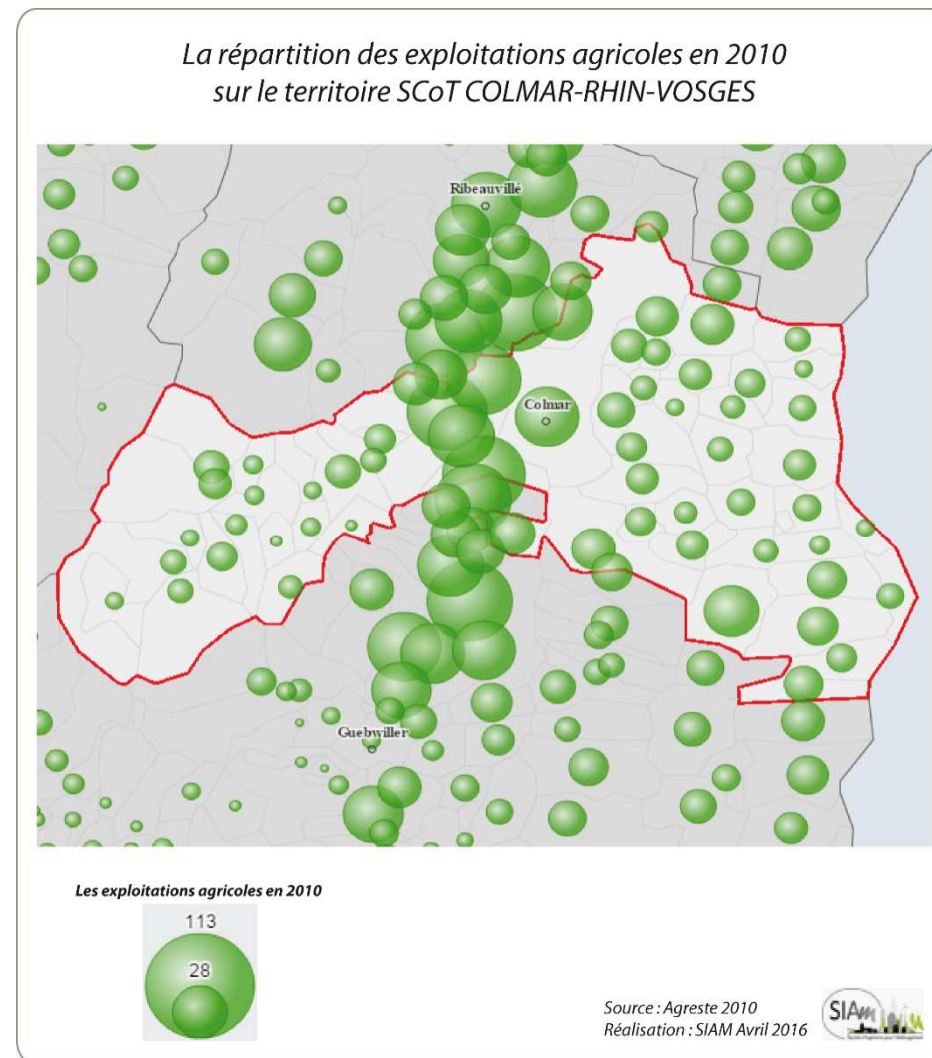 La répartition des exploitations agricoles en 2010
sur le territoire SCoT COLMAR-RHIN-VOSGES
Ribeauvillé
Colmar
Guebwiller
Les exploitations agricoles en 2010
113
28
Source : Agreste 2010
Réalisation : SIAM Avril 2016
SIAm